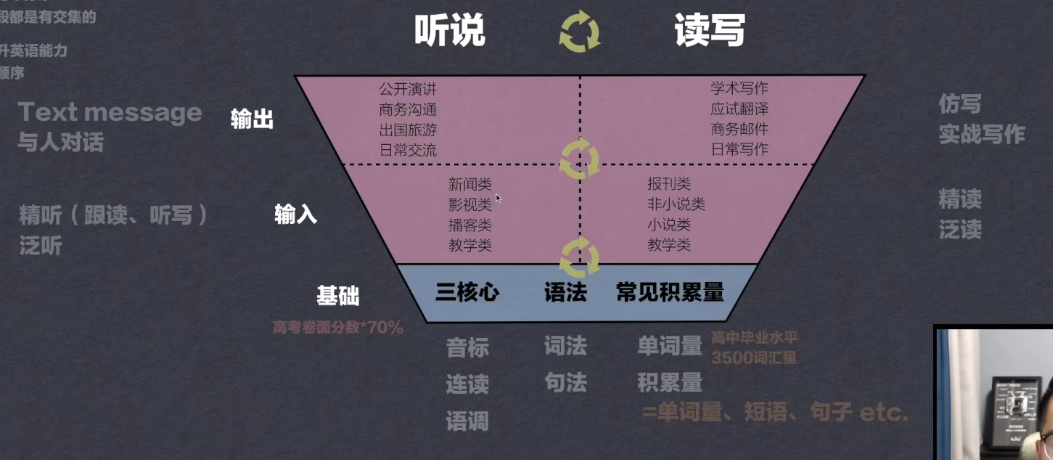 段都是有交集的
升英语能力
顺序
听说 读写
公开演讲 学术写作
商务沟通 应试翻译
出国旅游 商务邮件
日常交流 日常写作
输出
Text message
与人对话
仿写
实战写作
新闻类 报刊类
影视类 非小说类
播客类 小说类
教学类 教学类
输入
精听（跟读、听写）
泛听
精读
泛读
基础 三核心 语法 常见积累量
高考卷面分数*70%
音标 词法 单词量 高中毕业水平
3500词汇量
连读 句法 积累量
语调 =单词量、短语、句子 etc.